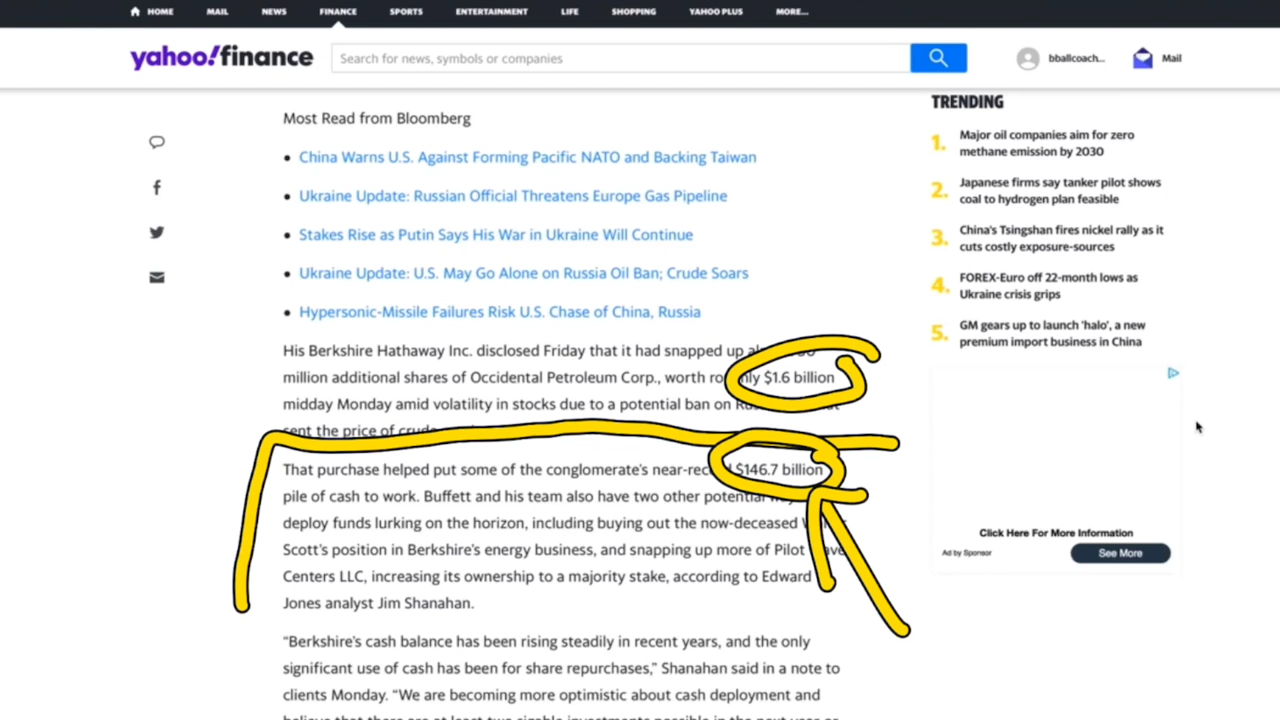 HOME MAIL NEWS FINANCE SPORTS ENTERTAINMENT LIFE SHOPPING YAHOO PLUS MORE...
yahoo!finance
Search for news, symbols or companies
bballcoach...
Mail
Most Read from Bloomberg
China Warns U.S. Against Forming Pacific NATO and Backing Taiwan
Ukraine Update: Russian Official Threatens Europe Gas Pipeline
Stakes Rise as Putin Says His War in Ukraine Will Continue
Ukraine Update: U.S. May Go Alone on Russia Oil Ban; Crude Soars
Hypersonic-Missile Failures Risk U.S. Chase of China, Russia
His Berkshire Hathaway Inc. disclosed Friday that it had snapped up
million additional shares of Occidental Petroleum Corp., worth $1.6 billion
midday Monday amid volatility in stocks due to a potential ban on
sent the price of
That purchase helped put some of the conglomerate's $146.7 billion
pile of cash to work. Buffett and his team also have two other potential
deploy funds lurking on the horizon, including buying out the now-deceased
Scott's position in Berkshire's energy business, and snapping up more of Pilot
Centers LLC, increasing its ownership to a majority stake, according to Edward
Jones analyst Jim Shanahan.
"Berkshire's cash balance has been rising steadily in recent years, and the only
significant use of cash has been for share repurchases," Shanahan said in a note to
clients Monday. "We are becoming more optimistic about cash deployment and
TRENDING
1. Major oil companies aim for zero
methane emission by 2030
2. Japanese firms say tanker pilot shows
coal to hydrogen plan feasible
3. China's Tsingshan fires nickel rally as it
cuts costly exposure-sources
4. FOREX-Euro off 22-month lows as
Ukraine crisis grips
5. GM gears up to launch 'halo', a new
premium import business in China
Click Here For More Information
Ad by Sponsor
See More